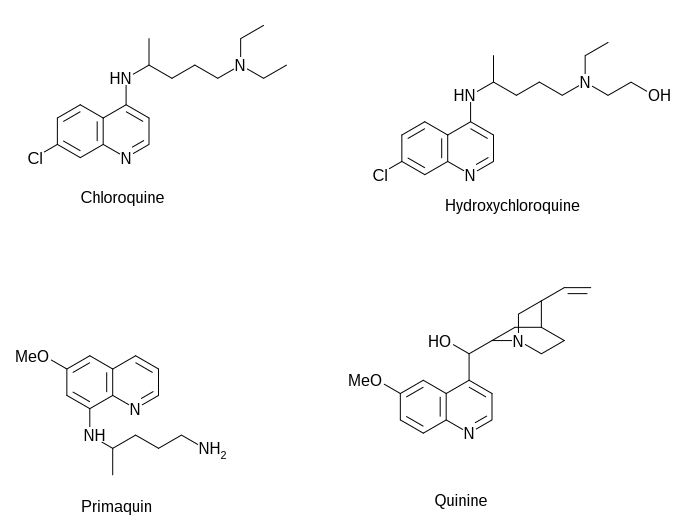 HN
N
Cl
N
Chloroquine
HN
N
OH
Cl
N
Hydroxychloroquine
MeO
N
NH
NH2
Primaquin
HO
N
MeO
N
Quinine